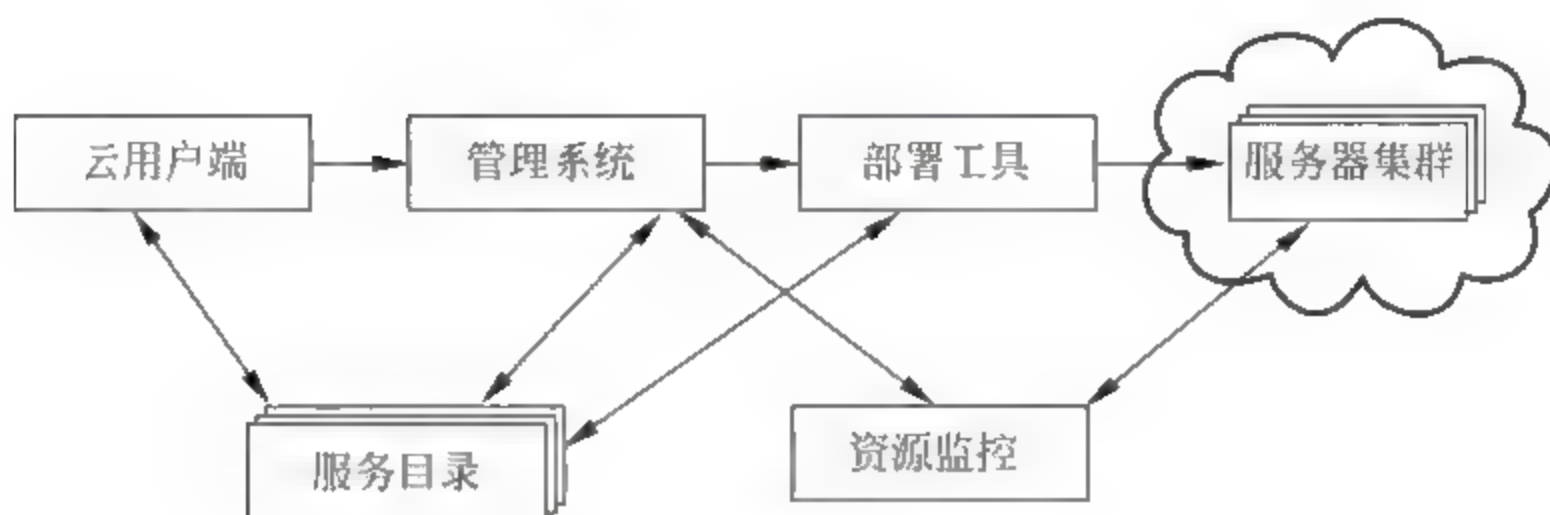 云用户端
管理系统
部署工具
服务器集群
服务目录
资源监控